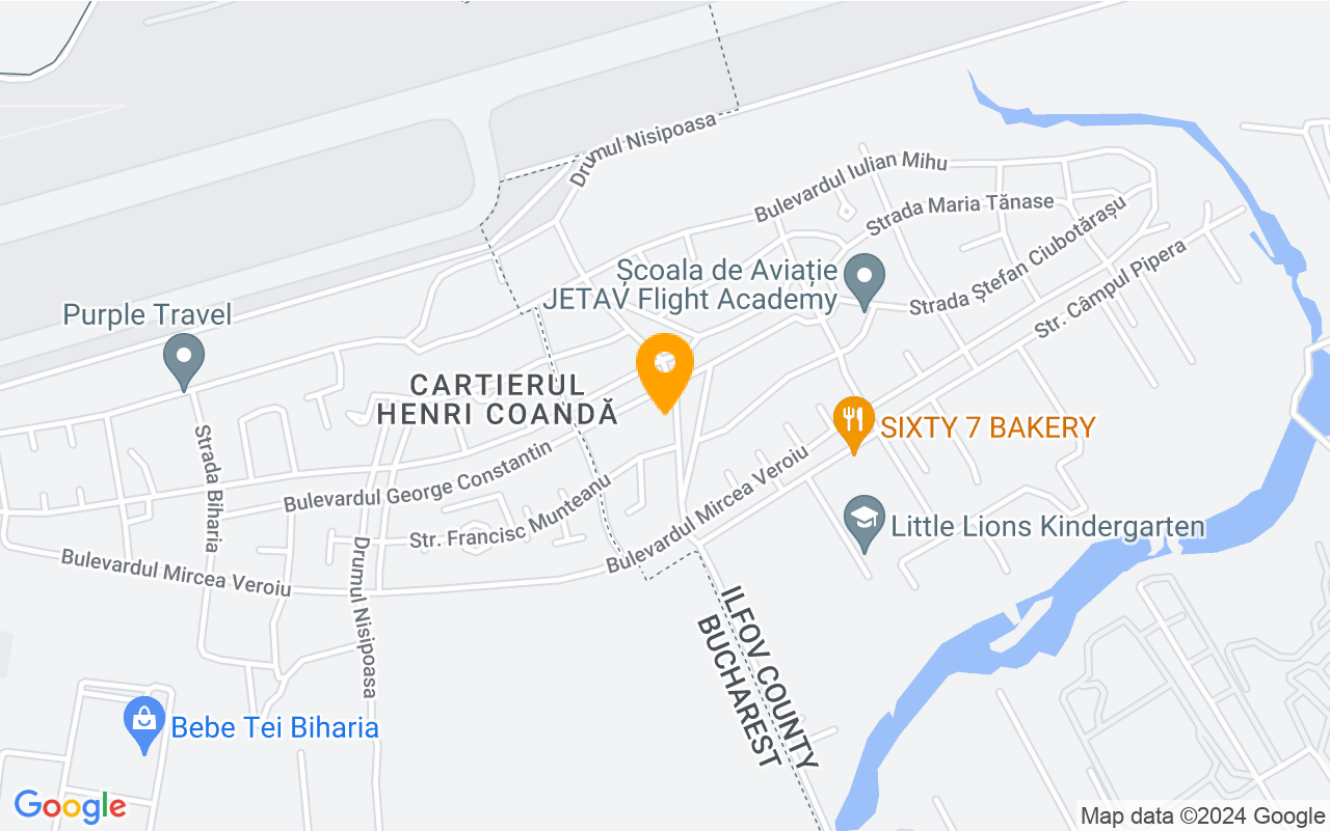 Drumul Nisipoasa
Bulevardul Iulian Mihu
Strada Maria Tănase
Strada Ștefan Ciubotărașu
Str. Câmpul Pipera
Școala de Aviație
JETAV Flight Academy
Purple Travel
CARTIERUL
HENRI COANDĂ
SIXTY 7 BAKERY
Strada Biharia
Bulevardul George Constantin
Str. Francisc Munteanu
Bulevardul Mircea Veroiu
Little Lions Kindergarten
Bulevardul Mircea Veroiu
Drumul Nisipoasa
ILFOV COUNTY
BUCHAREST
Bebe Tei Biharia
Google
Map data ©2024 Google